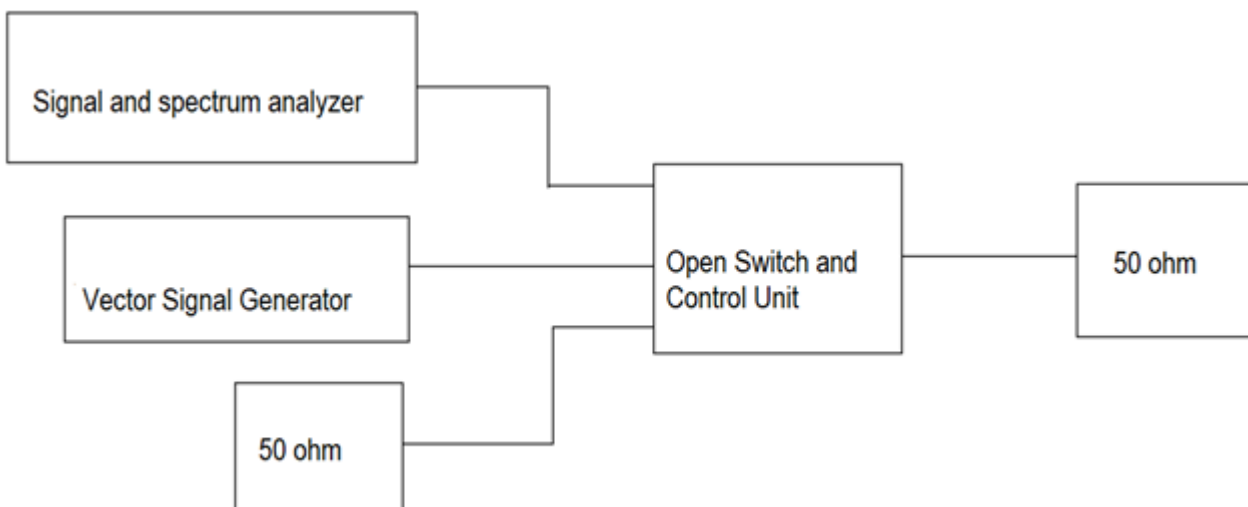 Signal and spectrum analyzer
Vector Signal Generator
50 ohm
Open Switch and
Control Unit
50 ohm